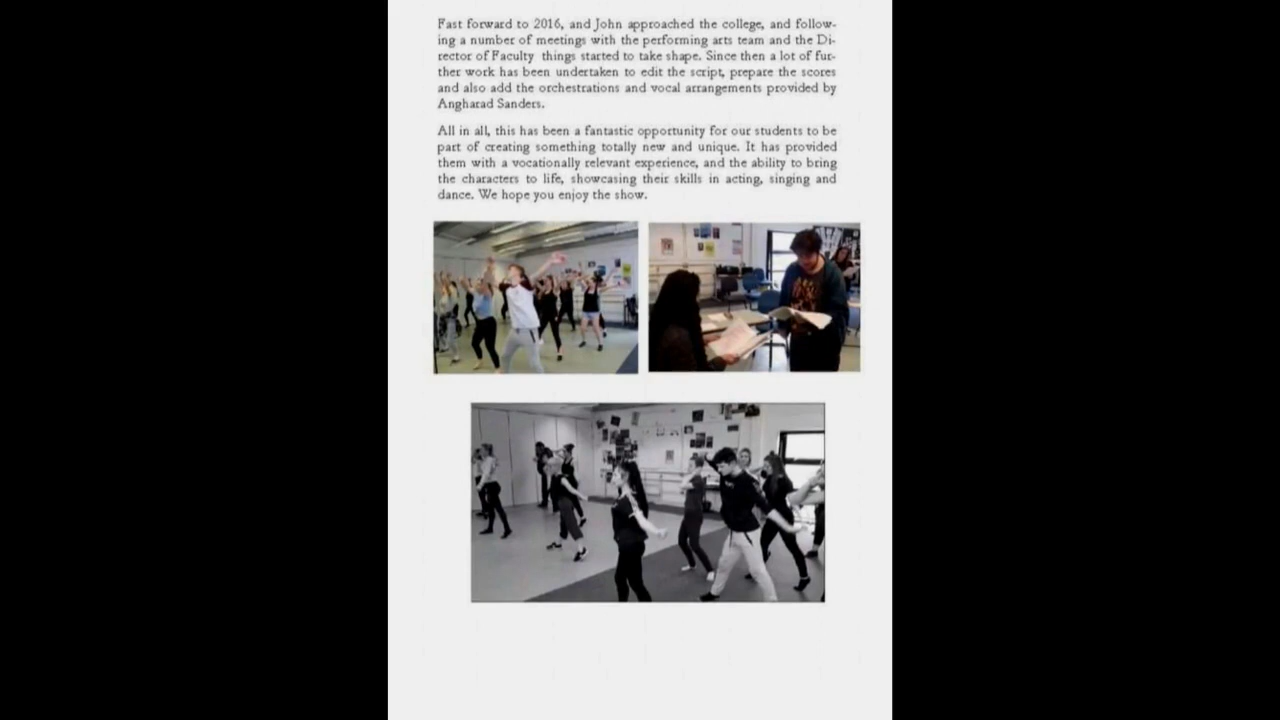 Fast forward to 2016, and John approached the college, and follow-
ing a number of meetings with the performing arts team and the Di-
rector of Faculty things started to take shape. Since then a lot of fur-
ther work has been undertaken to edit the script, prepare the scores
and also add the orchestrations and vocal arrangements provided by
Angharad Sanders.
All in all, this has been a fantastic opportunity for our students to be
part of creating something totally new and unique. It has provided
them with a vocationally relevant experience, and the ability to bring
the characters to life, showcasing their skills in acting, singing and
dance. We hope you enjoy the show.